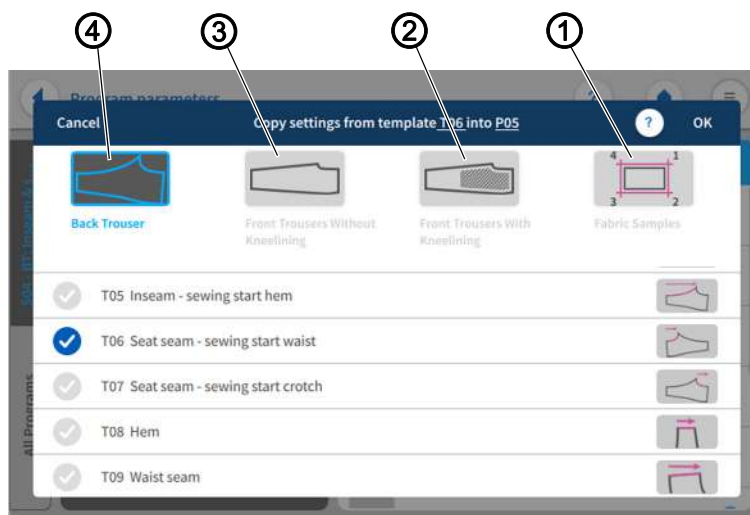 4
3
2
1
Program parameters
Cancel
Copy settings from template T06 into P05
?
OK
4 1
3 2
Back Trouser
Front Trousers Without
Kneelining
Front Trousers With
Kneelining
Fabric Samples
T05 Inseam - sewing start hem
T06 Seat seam - sewing start waist
T07 Seat seam - sewing start crotch
T08 Hem
T09 Waist seam
All Programs